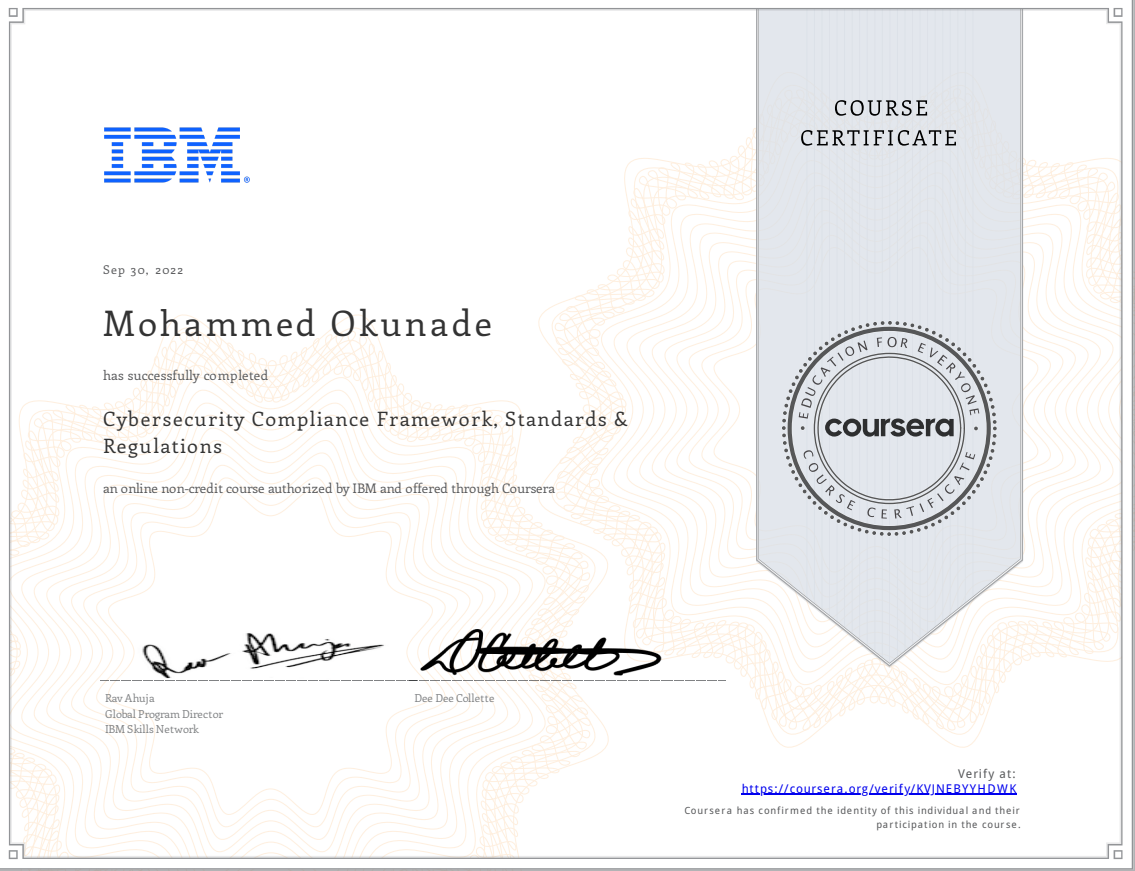 COURSE
CERTIFICATE
IBM®
Sep 30, 2022
Mohammed Okunade
has successfully completed
Cybersecurity Compliance Framework, Standards &
Regulations
an online non-credit course authorized by IBM and offered through Coursera
EDUCATION FOR EVERYONE
coursera
COURSE CERTIFICATE
Rav Ahuja
Dee Dee Collette
Global Program Director
IBM Skills Network
Verify at:
https://coursera.org/verify/KVJNEBYYHDWK
Coursera has confirmed the identity of this individual and their
participation in the course.